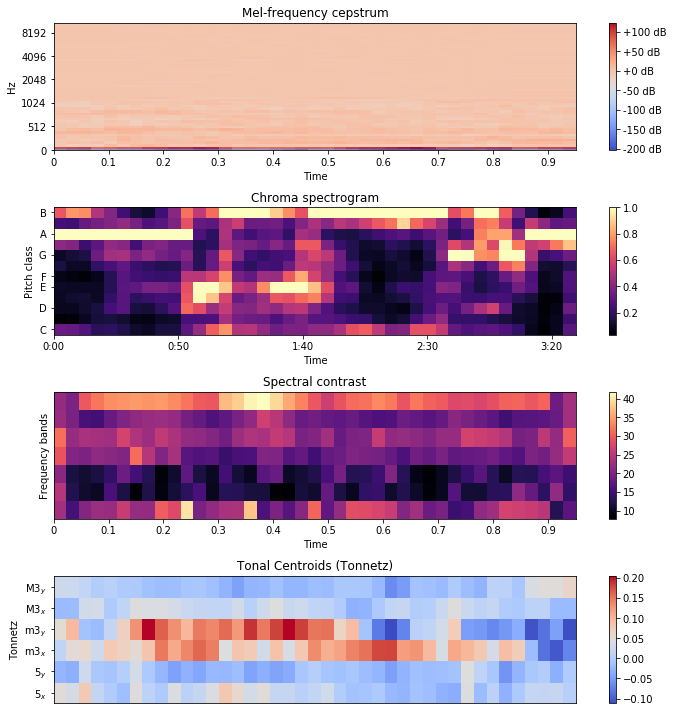 Mel-frequency cepstrum
8192
4096
2048
1024
512
0
Hz
0 0.1 0.2 0.3 0.4 0.5 0.6 0.7 0.8 0.9
Time
+100 dB
+50 dB
+0 dB
-50 dB
-100 dB
-150 dB
-200 dB
Chroma spectrogram
B
A
G
F
E
D
C
Pitch class
0:00 0:50 1:40 2:30 3:20
Time
1.0
0.8
0.6
0.4
0.2
Spectral contrast
Frequency bands
0 0.1 0.2 0.3 0.4 0.5 0.6 0.7 0.8 0.9
Time
40
35
30
25
20
15
10
Tonal Centroids (Tonnetz)
M3y
M3x
m3y
m3x
5y
5x
Tonnetz
0.20
0.15
0.10
0.05
0.00
−0.05
−0.10